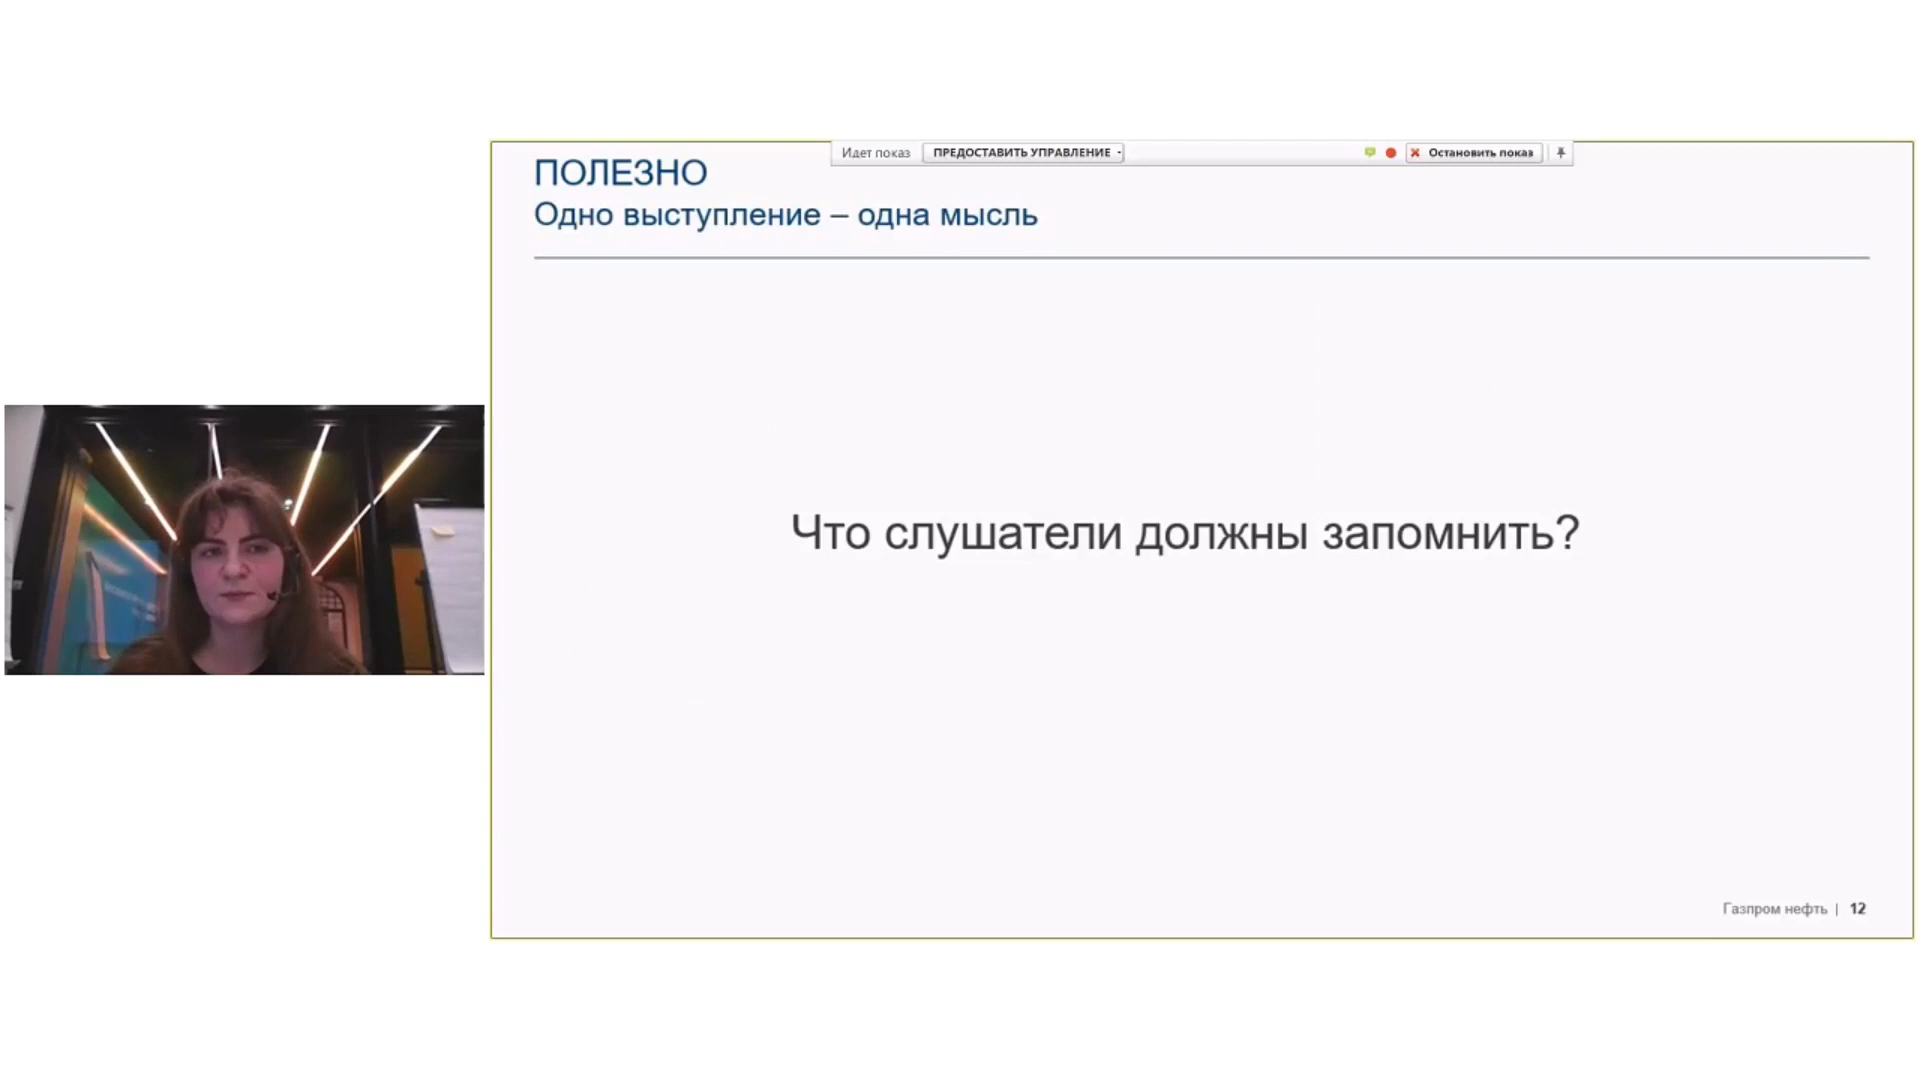 Идет показ ПРЕДОСТАВИТЬ УПРАВЛЕНИЕ Остановить показ
ПОЛЕЗНО
Одно выступление – одна мысль
Что слушатели должны запомнить?
Газпром нефть | 12